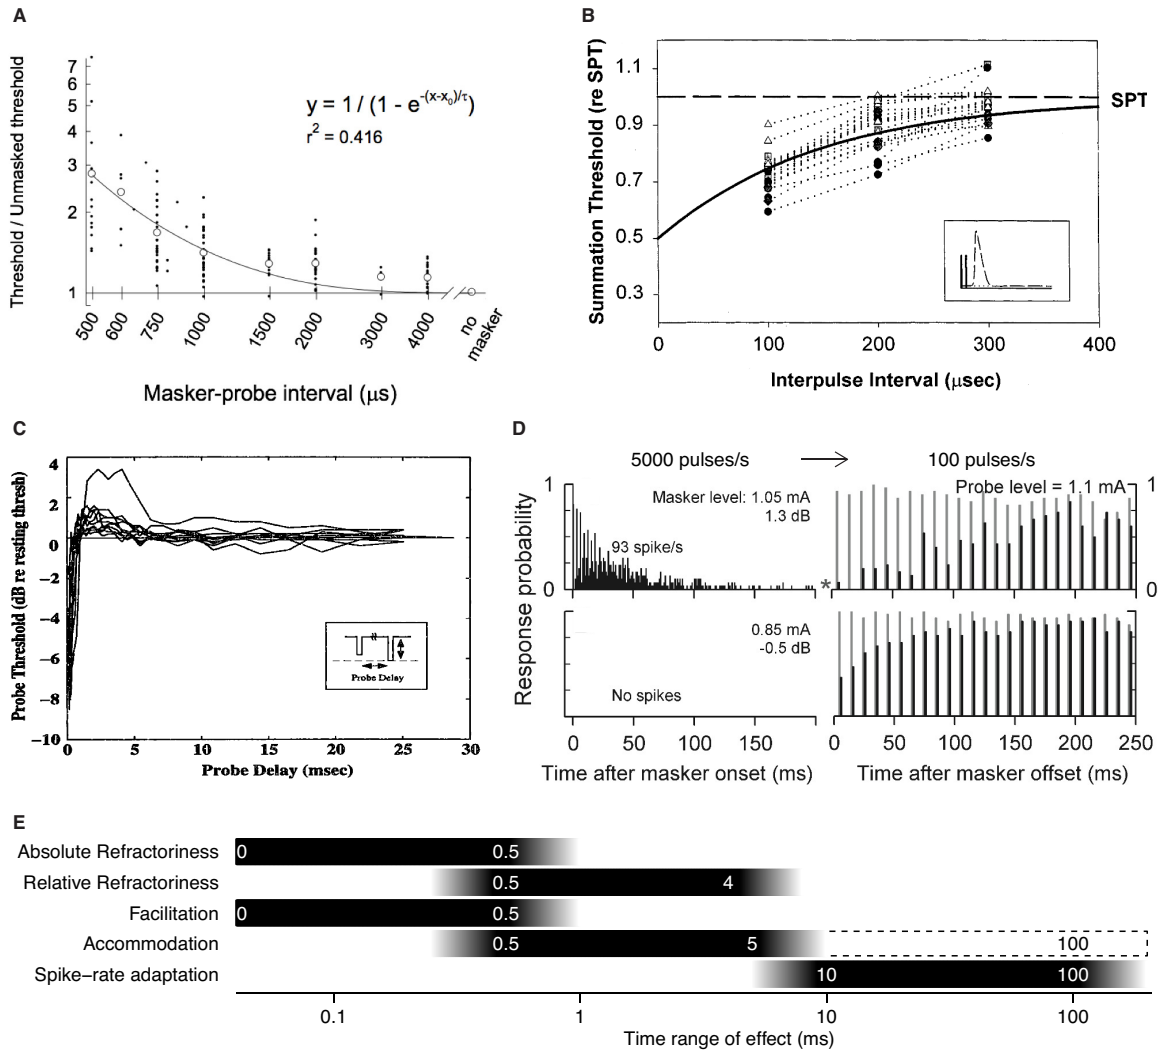 A
7
6
5
4
3
2
1
Threshold / Unmasked threshold
y = 1 / (1 - e^-(x-x₀)/τ)
r² = 0.416
500 600 750 1000 1500 2000 3000 4000 no masker
Masker-probe interval (μs)
B
1.1
0.9
0.7
0.5
0.3
Summation Threshold (re SPT)
SPT
0 100 200 300 400
Interpulse Interval (μsec)
C
4
2
0
−2
−4
−6
−8
−10
Probe Threshold (dB re resting thresh)
Probe Delay
0 5 10 15 20 25 30
Probe Delay (msec)
D
5000 pulses/s → 100 pulses/s
Response probability
1
0
Masker level: 1.05 mA
1.3 dB
93 spike/s
Probe level = 1.1 mA
1
0
*
0.85 mA
-0.5 dB
No spikes
0 50 100 150
Time after masker onset (ms)
0 50 100 150 200 250
Time after masker offset (ms)
E
Absolute Refractoriness 0 0.5
Relative Refractoriness 0.5 4
Facilitation 0 0.5
Accommodation 0.5 5 100
Spike−rate adaptation 10 100
0.1 1 10 100
Time range of effect (ms)